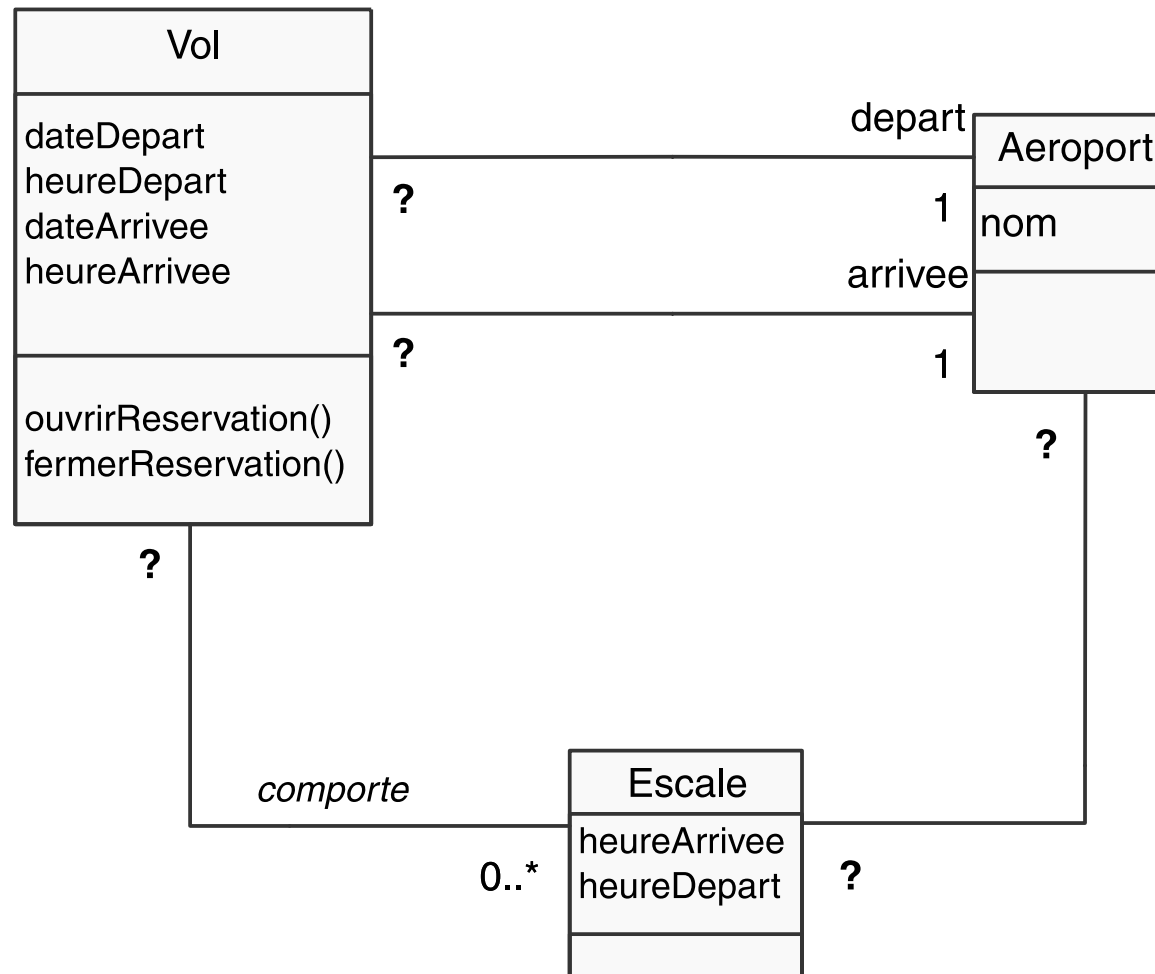 Vol
dateDepart
heureDepart
dateArrivee
heureArrivee
ouvrirReservation()
fermerReservation()
depart
?
1
arrivee
?
1
Aeroport
nom
?
?
comporte
0..*
Escale
heureArrivee
heureDepart
?